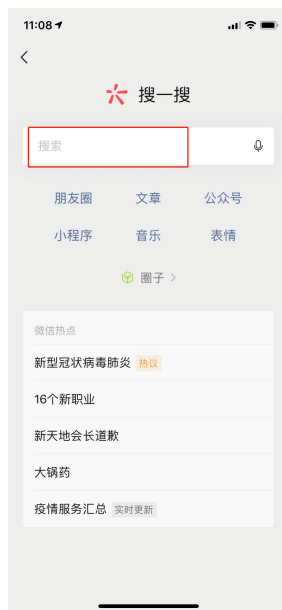 11:08
搜一搜
搜索
朋友圈 文章 公众号
小程序 音乐 表情
圈子
微信热点
新型冠状病毒肺炎 热议
16个新职业
新天地会长道歉
大锅药
疫情服务汇总 实时更新